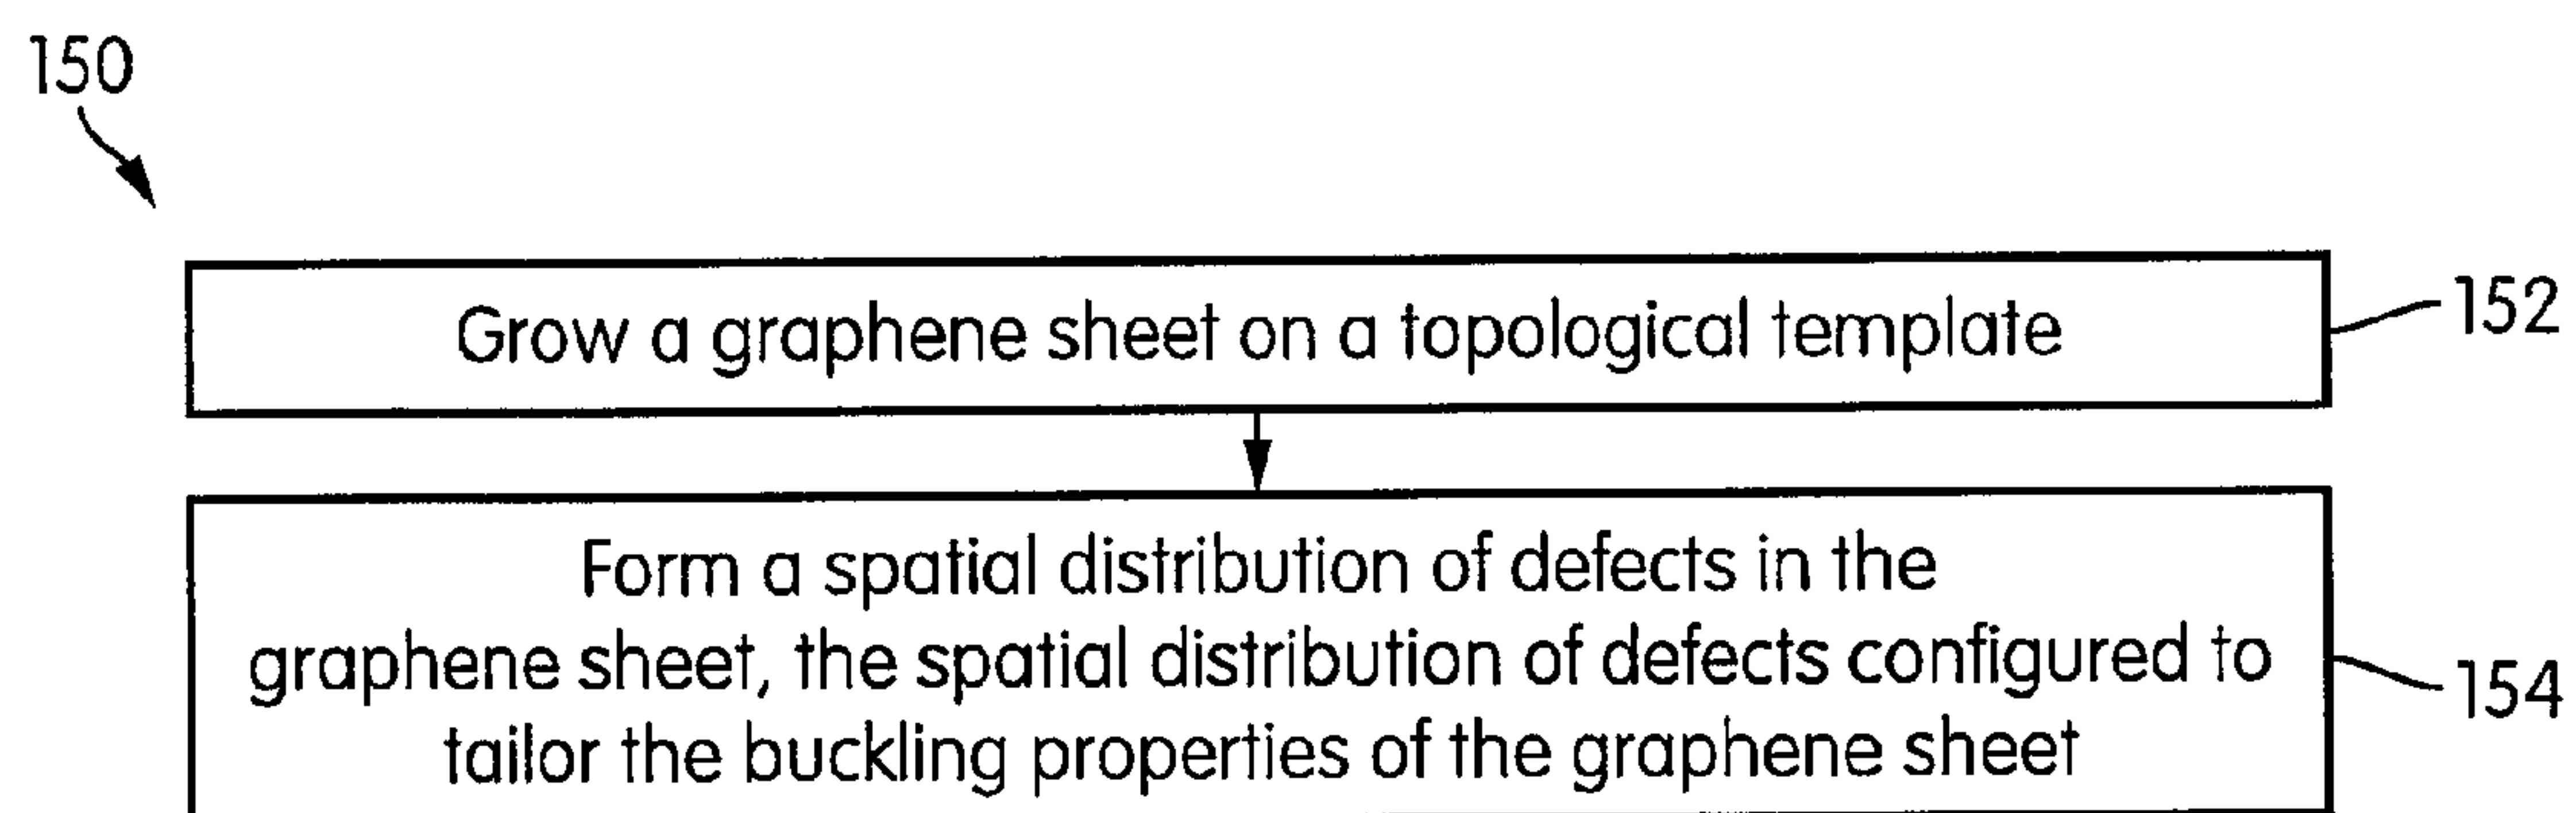 150
Grow a graphene sheet on a topological template
152
Form a spatial distribution of defects in the
graphene sheet, the spatial distribution of defects configured to
tailor the buckling properties of the graphene sheet
154